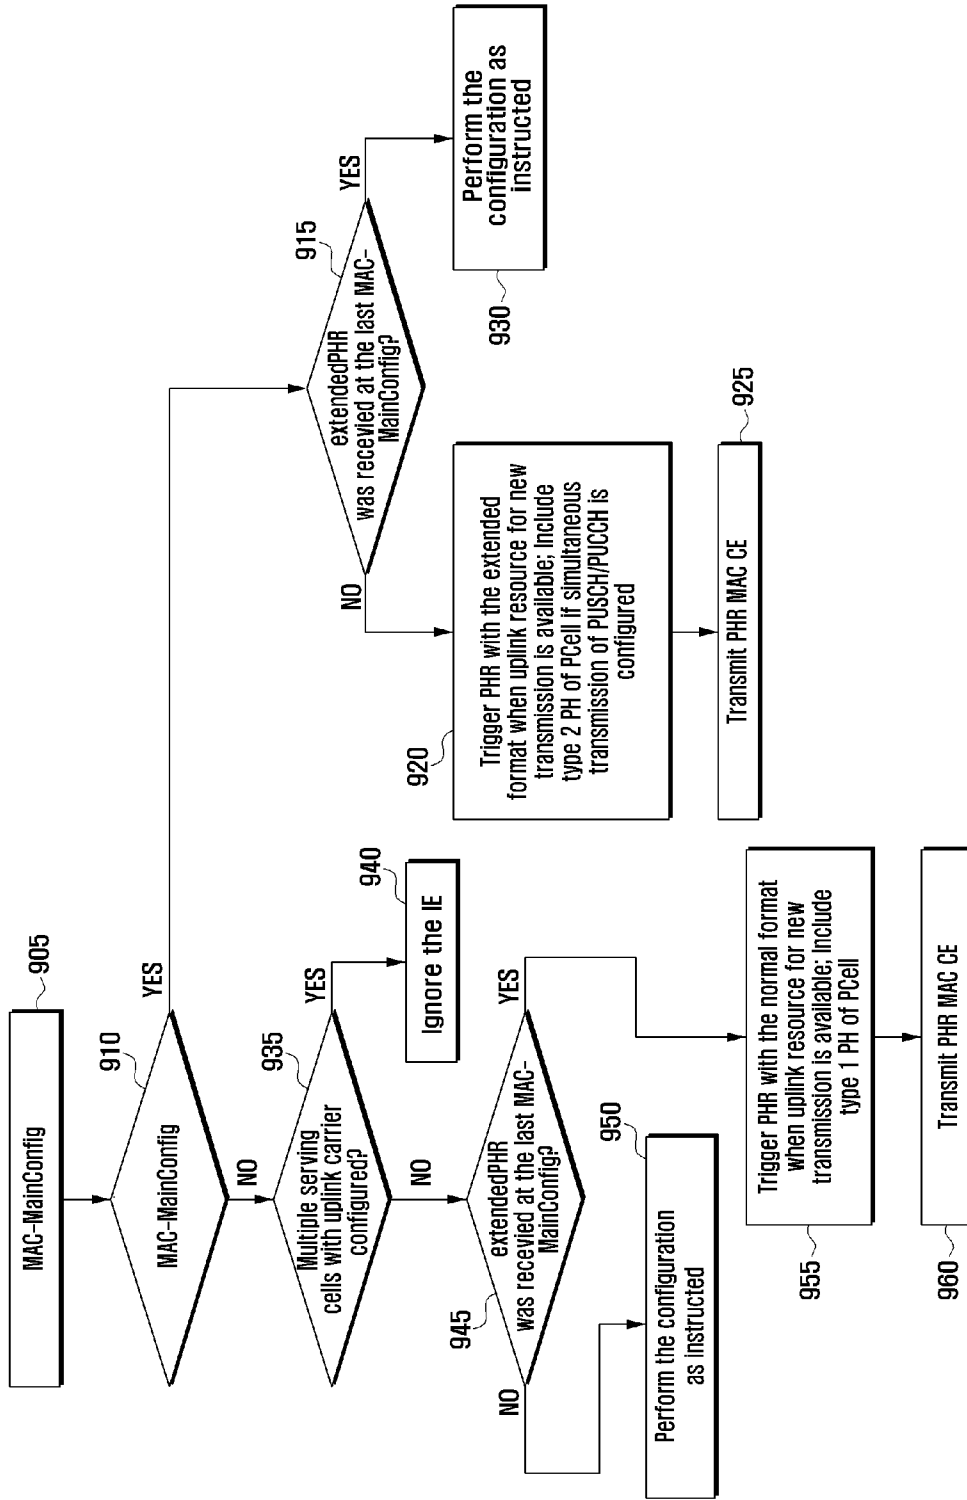 MAC-MainConfig
905
910
MAC-MainConfig
YES
NO
915
extendedPHR
was recevied at the last MAC-
MainConfig?
YES
NO
Perform the
configuration as
instructed
930
920
Trigger PHR with the extended
format when uplink resource for new
transmission is available; Include
type 2 PH of PCell if simultaneous
transmission of PUSCH/PUCCH is
configured
Transmit PHR MAC CE
925
935
Multiple serving
cells with uplink carrier
configured?
YES
NO
940
Ignore the IE
945
extendedPHR
was recevied at the last MAC-
MainConfig?
YES
NO
950
Perform the configuration
as instructed
Trigger PHR with the normal format
when uplink resource for new
transmission is available; Include
type 1 PH of PCell
955
Transmit PHR MAC CE
960